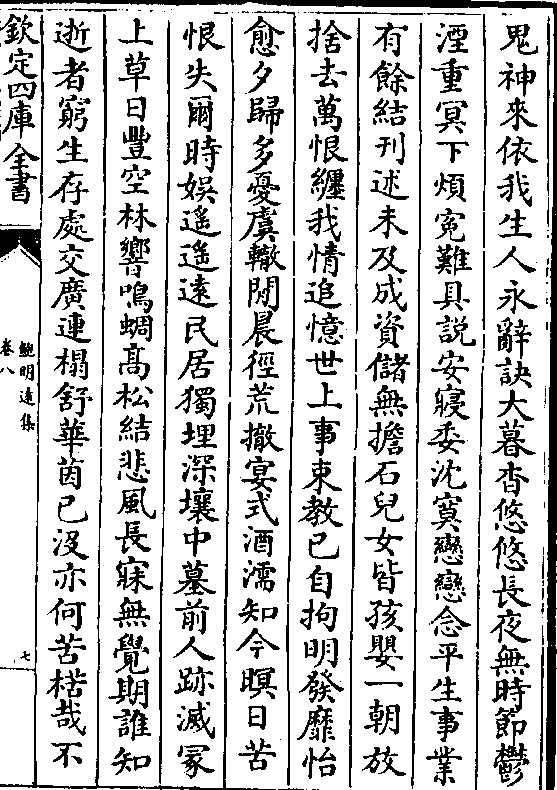 鬼神來依我生人永辭訣大暮杳悠悠長夜無時節鬱
湮重冥下煩寃難具説安寢委沈寞戀戀念平生事業
有餘結刋述未及成資儲無擔石兒女皆孩嬰一朝放
捨去萬恨纏我情追憶世上事束教已自拘明發靡怡
愈夕歸多憂虞轍閉晨徑荒撤宴式酒濡知今瞑日苦
恨失爾時娯遥遥遠民居獨埋深壤中墓前人跡滅冢
上草日豐空林響鳴蜩高松結悲風長寐無覺期誰知
逝者窮生存處交廣連榻舒華茵已没亦何苦楛哉不
欽定四庫全書
鮑明遠集
卷八
七